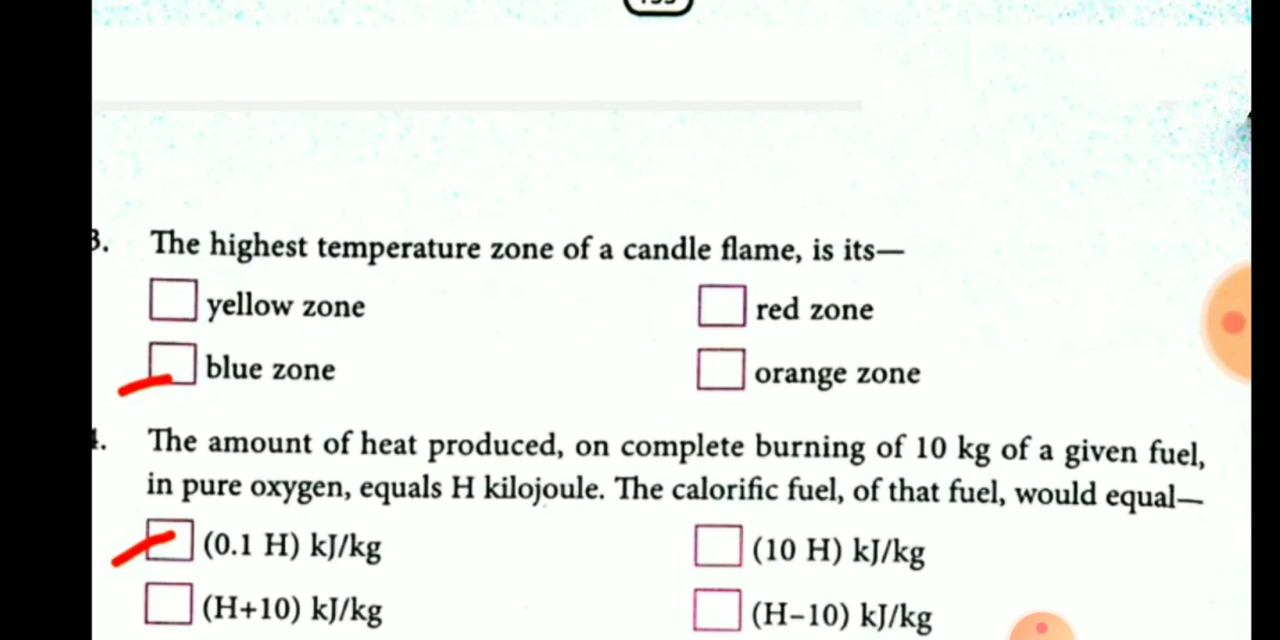 3. The highest temperature zone of a candle flame, is its—
yellow zone red zone
blue zone orange zone
The amount of heat produced, on complete burning of 10 kg of a given fuel,
in pure oxygen, equals H kilojoule. The calorific fuel, of that fuel, would equal—
(0.1 H) kJ/kg (10 H) kJ/kg
(H+10) kJ/kg (H–10) kJ/kg